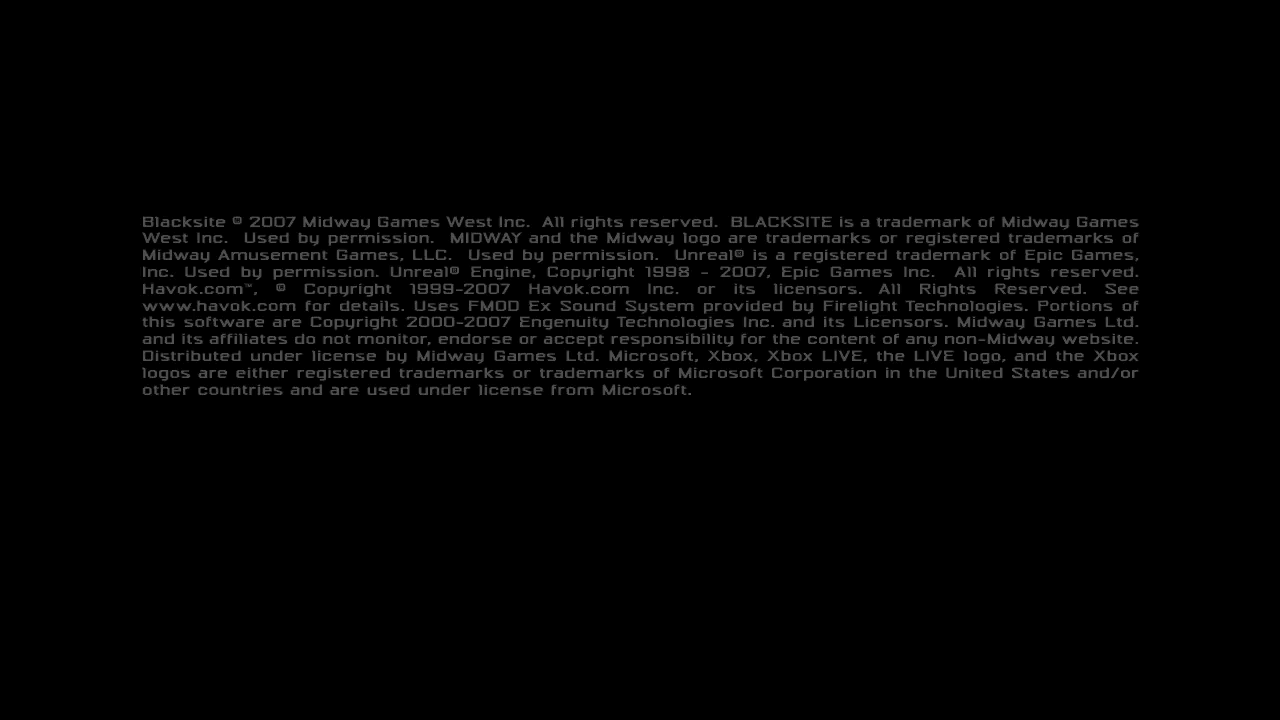 Blacksite © 2007 Midway Games West Inc.  All rights reserved.  BLACKSITE is a trademark of Midway Games
West Inc.  Used by permission.  MIDWAY and the Midway logo are trademarks or registered trademarks of
Midway Amusement Games, LLC.  Used by permission.  Unreal® is a registered trademark of Epic Games,
Inc. Used by permission. Unreal® Engine, Copyright 1998 - 2007, Epic Games Inc.  All rights reserved.
Havok.com™, © Copyright 1999-2007 Havok.com Inc. or its licensors. All Rights Reserved. See
www.havok.com for details. Uses FMOD Ex Sound System provided by Firelight Technologies. Portions of
this software are Copyright 2000-2007 Engenuity Technologies Inc. and its Licensors. Midway Games Ltd.
and its affiliates do not monitor, endorse or accept responsibility for the content of any non-Midway website.
Distributed under license by Midway Games Ltd. Microsoft, Xbox, Xbox LIVE, the LIVE logo, and the Xbox
logos are either registered trademarks or trademarks of Microsoft Corporation in the United States and/or
other countries and are used under license from Microsoft.